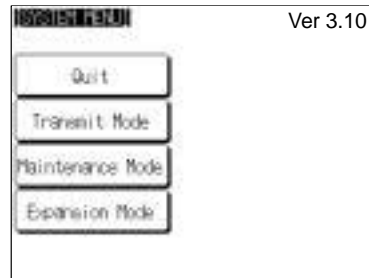 [SYSTEM MENU]
Ver 3.10
Quit
Transmit Mode
Maintenance Mode
Expansion Mode